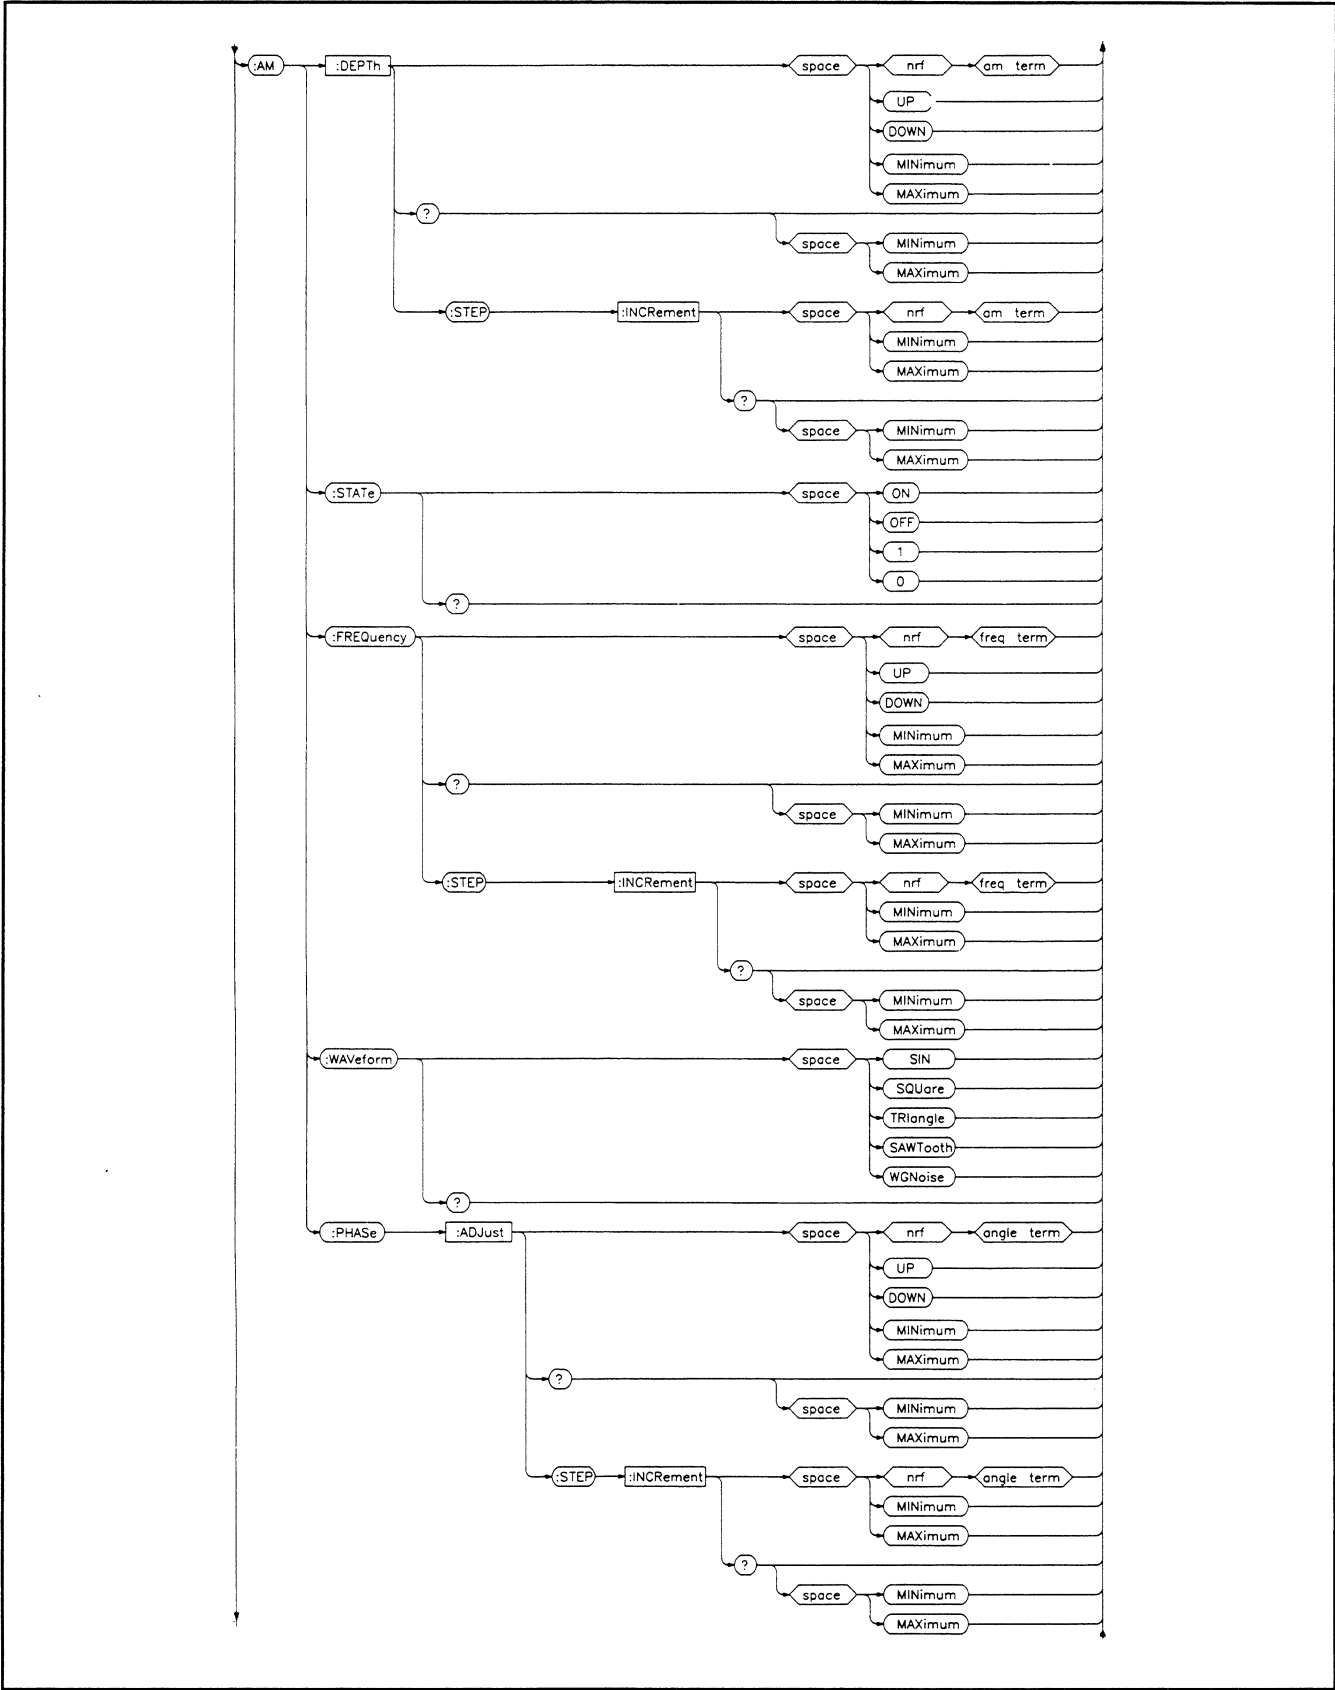 :AM :DEPTh space nrf am term
UP
DOWN
MINimum
MAXimum
?
space MINimum
MAXimum
:STEP :INCRement space nrf am term
MINimum
MAXimum
?
space MINimum
MAXimum
:STATe space ON
OFF
1
0
?
:FREQuency space nrf freq term
UP
DOWN
MINimum
MAXimum
?
space MINimum
MAXimum
:STEP :INCRement space nrf freq term
MINimum
MAXimum
?
space MINimum
MAXimum
:WAVeform space SIN
SQUare
TRIangle
SAWTooth
WGNoise
?
:PHASe :ADJust space nrf angle term
UP
DOWN
MINimum
MAXimum
?
space MINimum
MAXimum
:STEP :INCRement space nrf angle term
MINimum
MAXimum
?
space MINimum
MAXimum